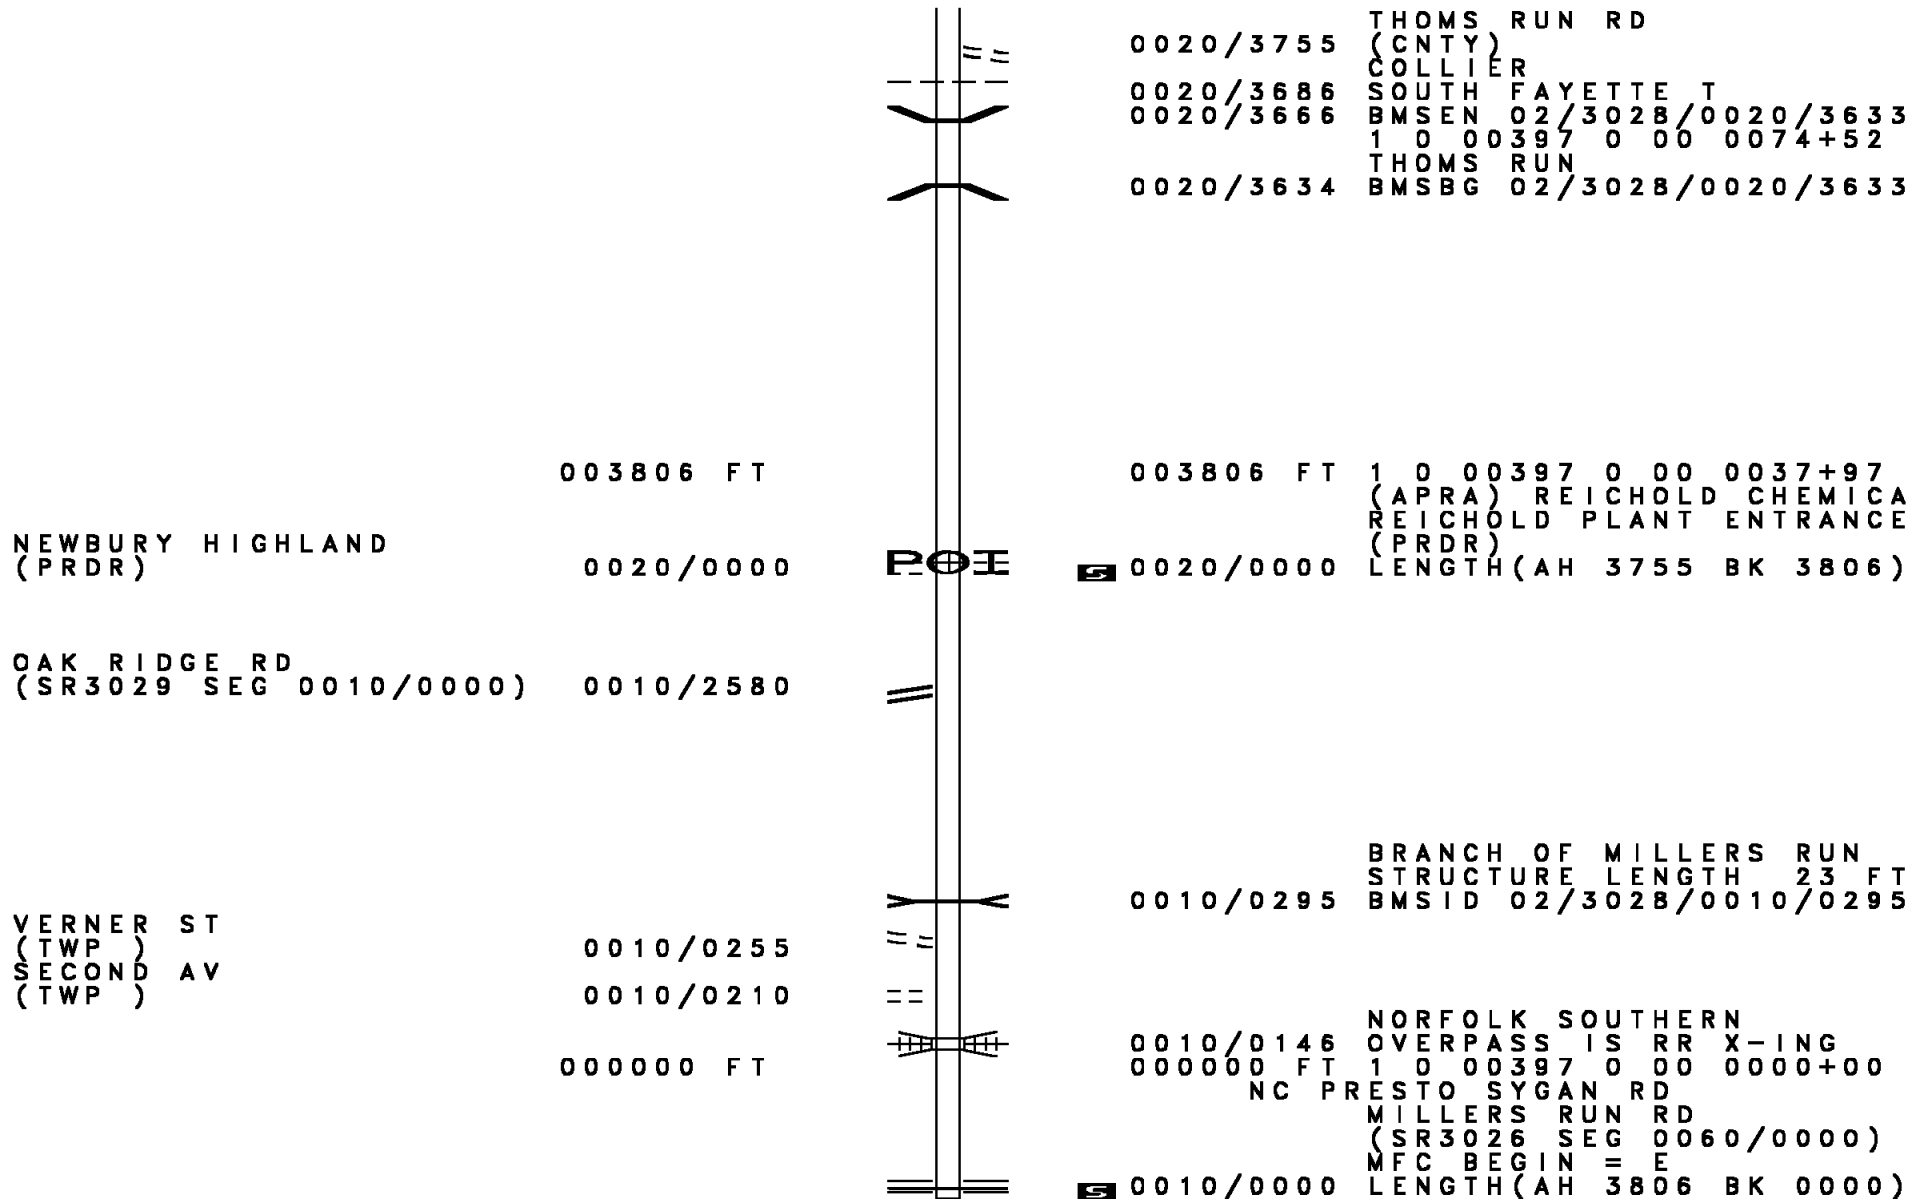 THOMS RUN RD
0020/3755 (CNTY)
COLLIER
0020/3686 SOUTH FAYETTE T
0020/3666 BMSEN 02/3028/0020/3633
1 0 00397 0 00 0074+52
THOMS RUN
0020/3634 BMSBG 02/3028/0020/3633
003806 FT 003806 FT 1 0 00397 0 00 0037+97
(APRA) REICHOLD CHEMICA
REICHOLD PLANT ENTRANCE
NEWBURY HIGHLAND (PRDR)
(PRDR) 0020/0000 POI S 0020/0000 LENGTH(AH 3755 BK 3806)
OAK RIDGE RD
(SR3029 SEG 0010/0000) 0010/2580
BRANCH OF MILLERS RUN
STRUCTURE LENGTH 23 FT
0010/0295 BMSID 02/3028/0010/0295
VERNER ST
(TWP ) 0010/0255
SECOND AV
(TWP ) 0010/0210
NORFOLK SOUTHERN
0010/0146 OVERPASS IS RR X-ING
000000 FT 000000 FT 1 0 00397 0 00 0000+00
NC PRESTO SYGAN RD
MILLERS RUN RD
(SR3026 SEG 0060/0000)
MFC BEGIN = E
S 0010/0000 LENGTH(AH 3806 BK 0000)